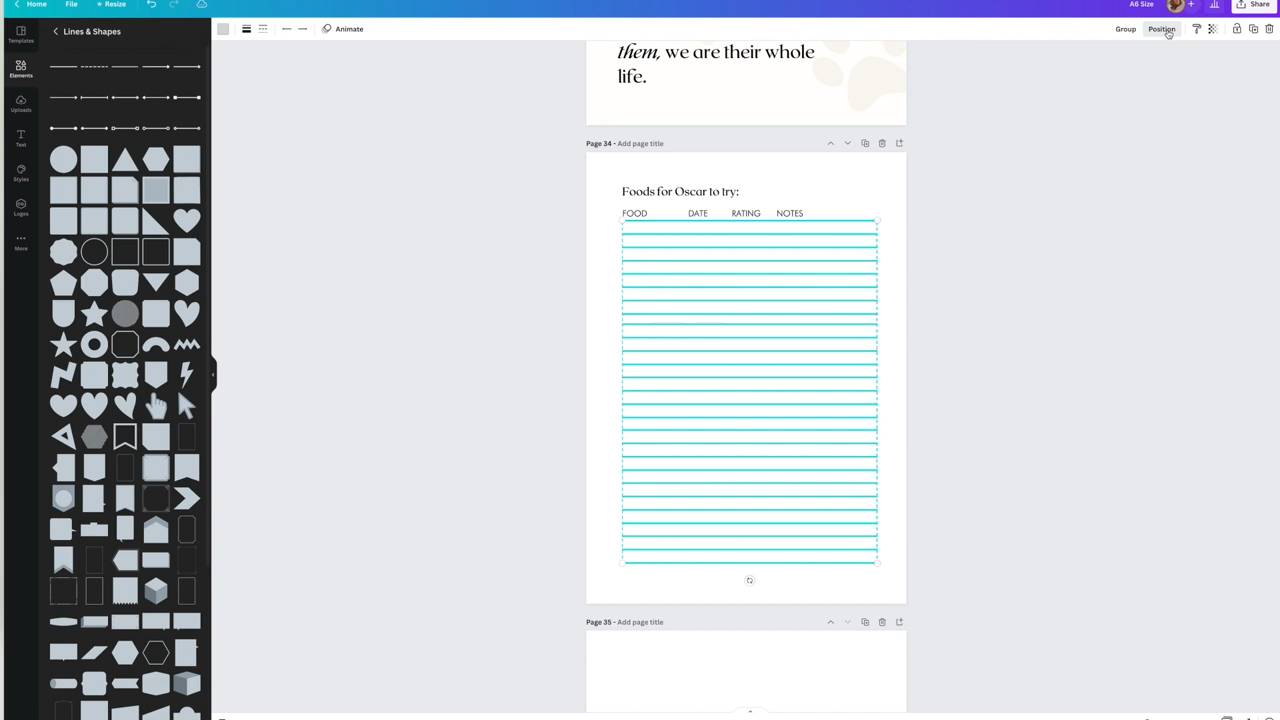 Home File Resize A6 Size Share
Lines & Shapes Animate Group Position
Templates
Elements
Uploads
Text
Styles
Logos
More
them, we are their whole
life.
Page 34 - Add page title
Foods for Oscar to try:
FOOD DATE RATING NOTES
Page 35 - Add page title